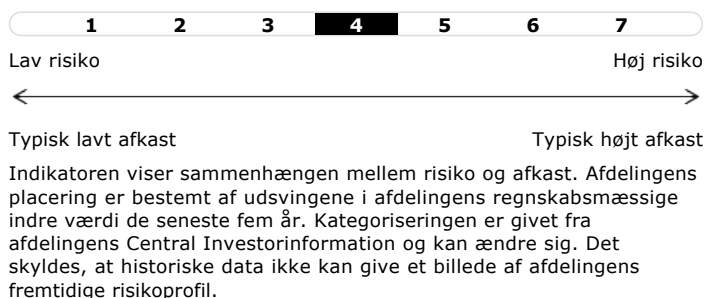 1 2 3 4 5 6 7
Lav risiko Høj risiko
Typisk lavt afkast Typisk højt afkast
Indikatoren viser sammenhængen mellem risiko og afkast. Afdelingens
placering er bestemt af udsvingene i afdelingens regnskabsmæssige
indre værdi de seneste fem år. Kategoriseringen er givet fra
afdelingens Central Investorinformation og kan ændre sig. Det
skyldes, at historiske data ikke kan give et billede af afdelingens
fremtidige risikoprofil.